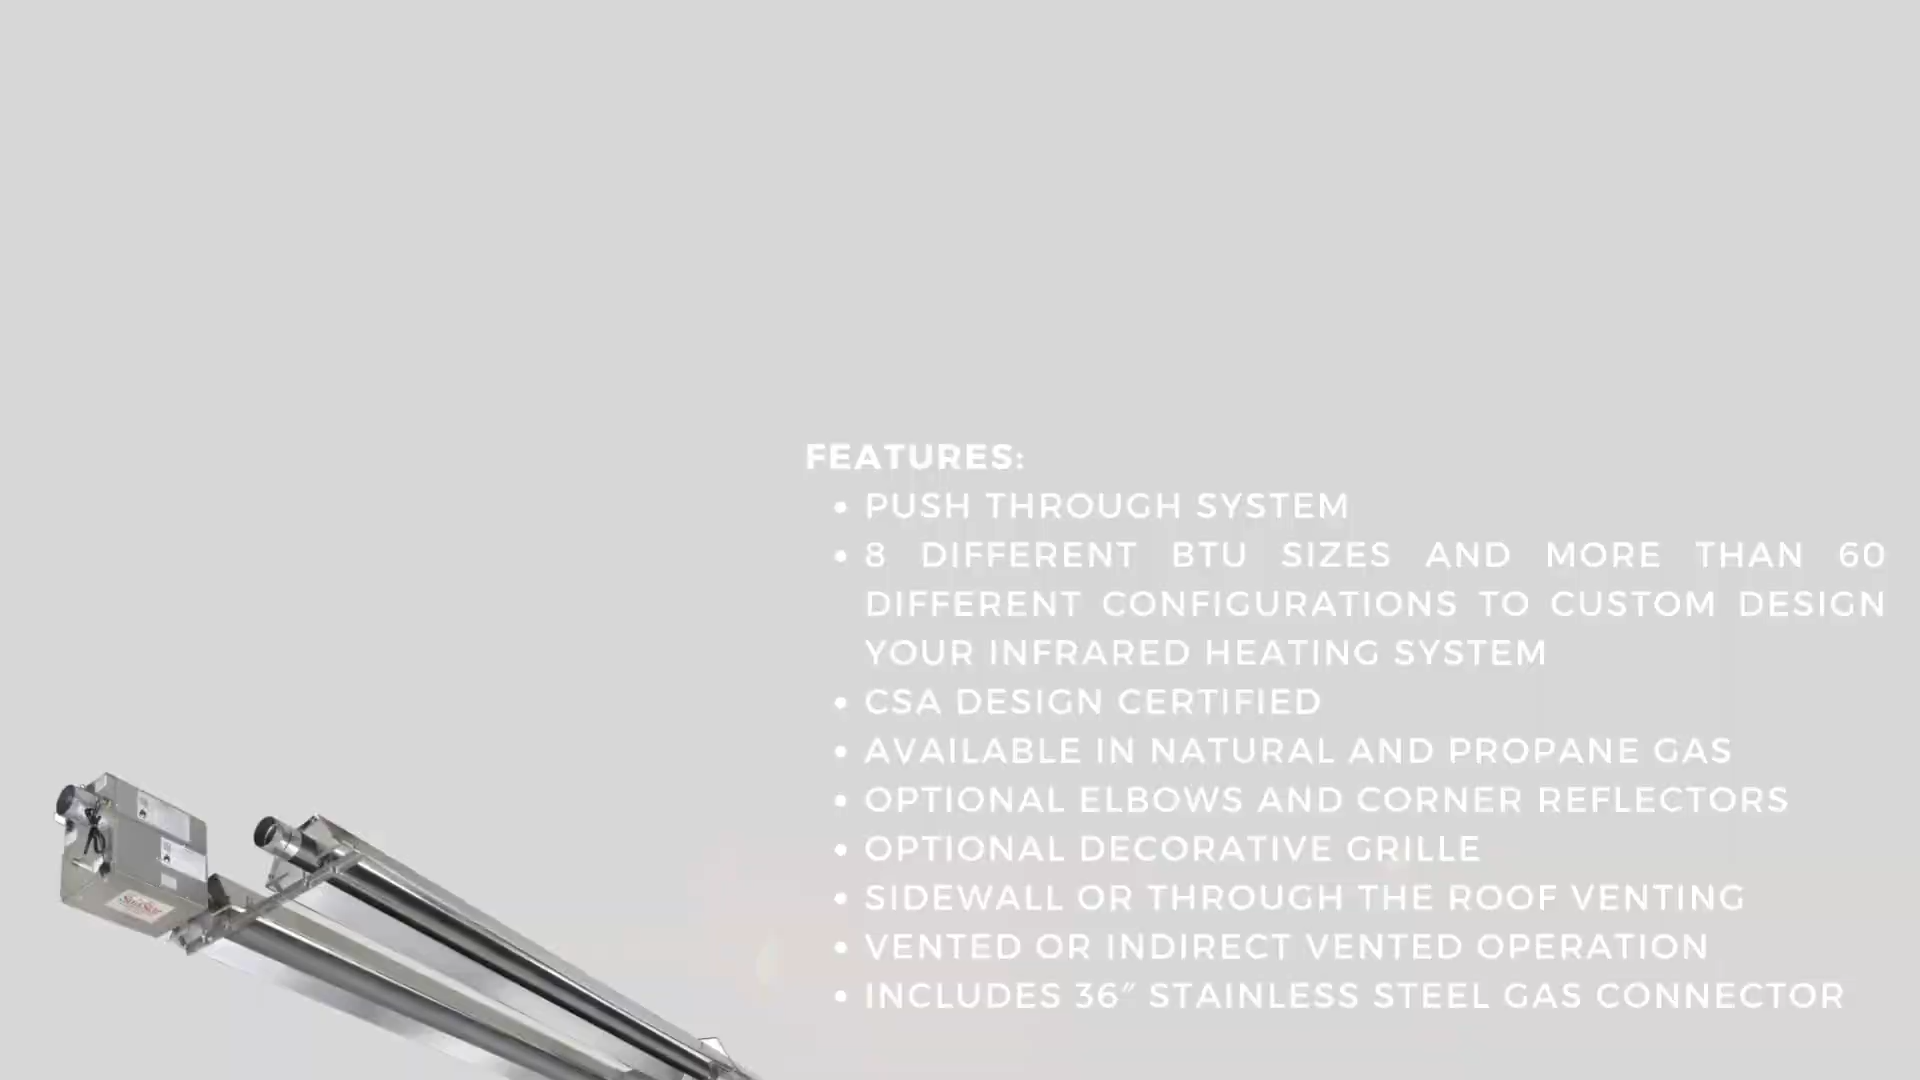 FEATURES:
• PUSH THROUGH SYSTEM
• 8 DIFFERENT BTU SIZES AND MORE THAN 60
DIFFERENT CONFIGURATIONS TO CUSTOM DESIGN
YOUR INFRARED HEATING SYSTEM
• CSA DESIGN CERTIFIED
• AVAILABLE IN NATURAL AND PROPANE GAS
• OPTIONAL ELBOWS AND CORNER REFLECTORS
• OPTIONAL DECORATIVE GRILLE
• SIDEWALL OR THROUGH THE ROOF VENTING
• VENTED OR INDIRECT VENTED OPERATION
• INCLUDES 36″ STAINLESS STEEL GAS CONNECTOR